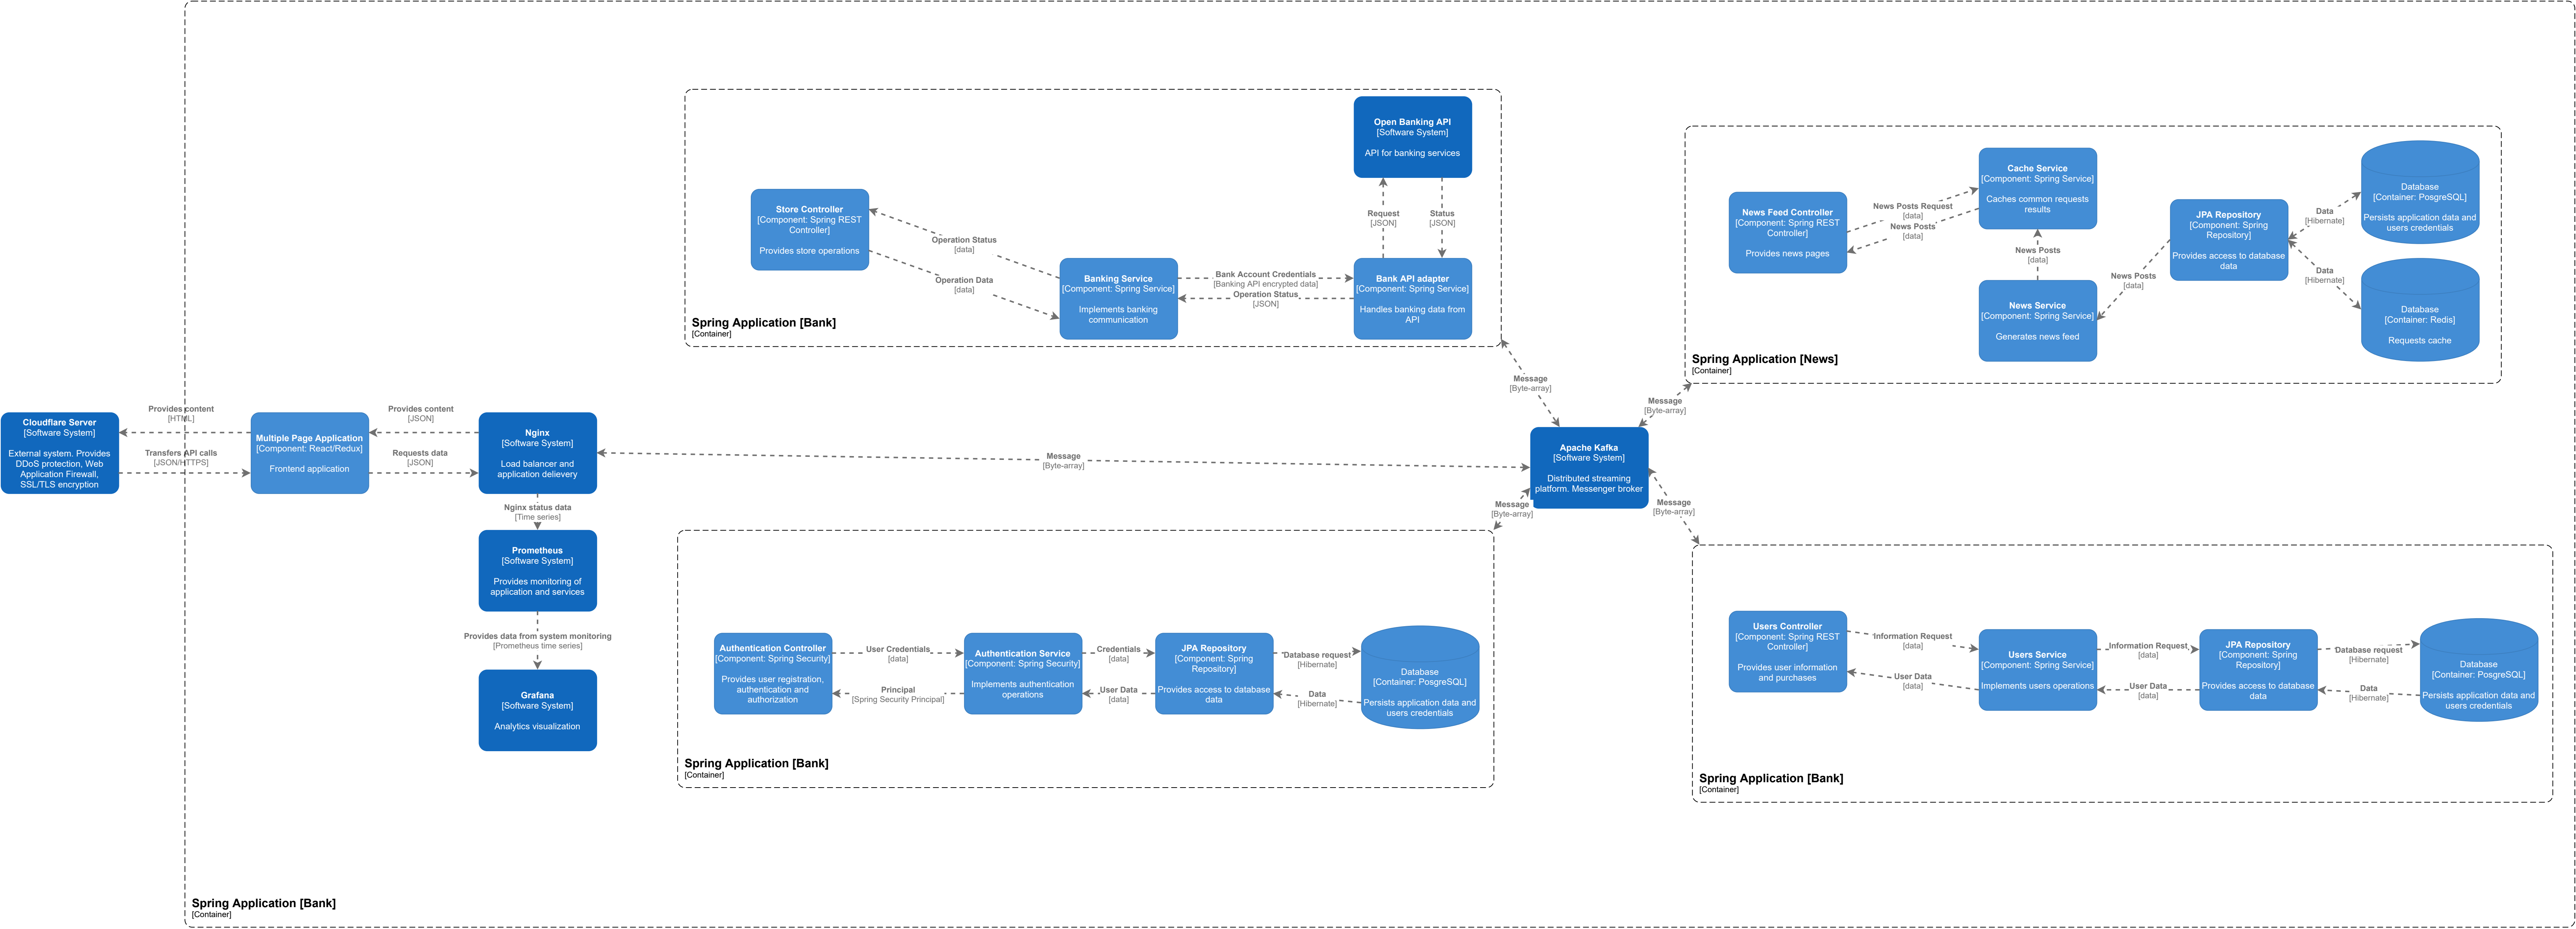 Cloudflare Server
[Software System]
External system. Provides
DDoS protection, Web
Application Firewall,
SSL/TLS encryption
Provides content
[HTML]
Transfers API calls
[JSON/HTTPS]
Multiple Page Application
[Component: React/Redux]
Frontend application
Provides content
[JSON]
Requests data
[JSON]
Nginx
[Software System]
Load balancer and
application delievery
Nginx status data
[Time series]
Prometheus
[Software System]
Provides monitoring of
application and services
Provides data from system monitoring
[Prometheus time series]
Grafana
[Software System]
Analytics visualization
Message
[Byte-array]
Store Controller
[Component: Spring REST
Controller]
Provides store operations
Operation Status
[data]
Operation Data
[data]
Banking Service
[Component: Spring Service]
Implements banking
communication
Bank Account Credentials
[Banking API encrypted data]
Operation Status
[JSON]
Open Banking API
[Software System]
API for banking services
Request
[JSON]
Status
[JSON]
Bank API adapter
[Component: Spring Service]
Handles banking data from
API
Spring Application [Bank]
[Container]
Message
[Byte-array]
Apache Kafka
[Software System]
Distributed streaming
platform. Messenger broker
Message
[Byte-array]
Message
[Byte-array]
Message
[Byte-array]
News Feed Controller
[Component: Spring REST
Controller]
Provides news pages
News Posts Request
[data]
News Posts
[data]
Cache Service
[Component: Spring Service]
Caches common requests
results
News Posts
[data]
News Service
[Component: Spring Service]
Generates news feed
News Posts
[data]
JPA Repository
[Component: Spring
Repository]
Provides access to database
data
Data
[Hibernate]
Data
[Hibernate]
Database
[Container: PosgreSQL]
Persists application data and
users credentials
Database
[Container: Redis]
Requests cache
Spring Application [News]
[Container]
Authentication Controller
[Component: Spring Security]
Provides user registration,
authentication and
authorization
User Credentials
[data]
Principal
[Spring Security Principal]
Authentication Service
[Component: Spring Security]
Implements authentication
operations
Credentials
[data]
User Data
[data]
JPA Repository
[Component: Spring
Repository]
Provides access to database
data
Database request
[Hibernate]
Data
[Hibernate]
Database
[Container: PosgreSQL]
Persists application data and
users credentials
Spring Application [Bank]
[Container]
Users Controller
[Component: Spring REST
Controller]
Provides user information
and purchases
Information Request
[data]
User Data
[data]
Users Service
[Component: Spring Service]
Implements users operations
Information Request
[data]
User Data
[data]
JPA Repository
[Component: Spring
Repository]
Provides access to database
data
Database request
[Hibernate]
Data
[Hibernate]
Database
[Container: PosgreSQL]
Persists application data and
users credentials
Spring Application [Bank]
[Container]
Spring Application [Bank]
[Container]